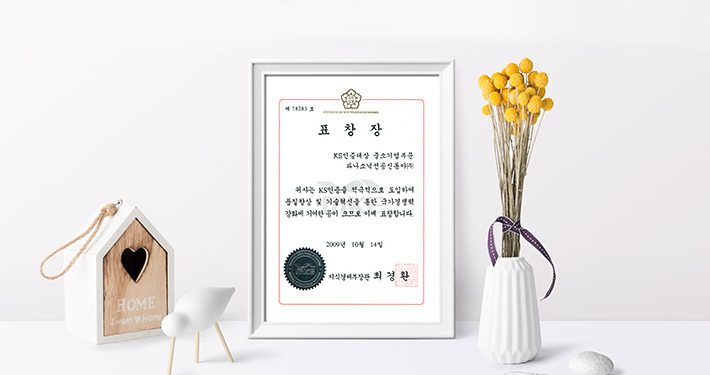 제 78283 호
MINISTRY OF KNOWLEDGE ECONOMY
표 창 장
KS인증대상 중소기업부문
파나소닉전공신동아(주)
귀사는 KS인증을 적극적으로 도입하여
품질향상 및 기술혁신을 통한 국가경쟁력
강화에 기여한 공이 크므로 이에 표창합니다.
2009년 10월 14일
지식경제부장관 최 경 환
HOME
Sweet Home